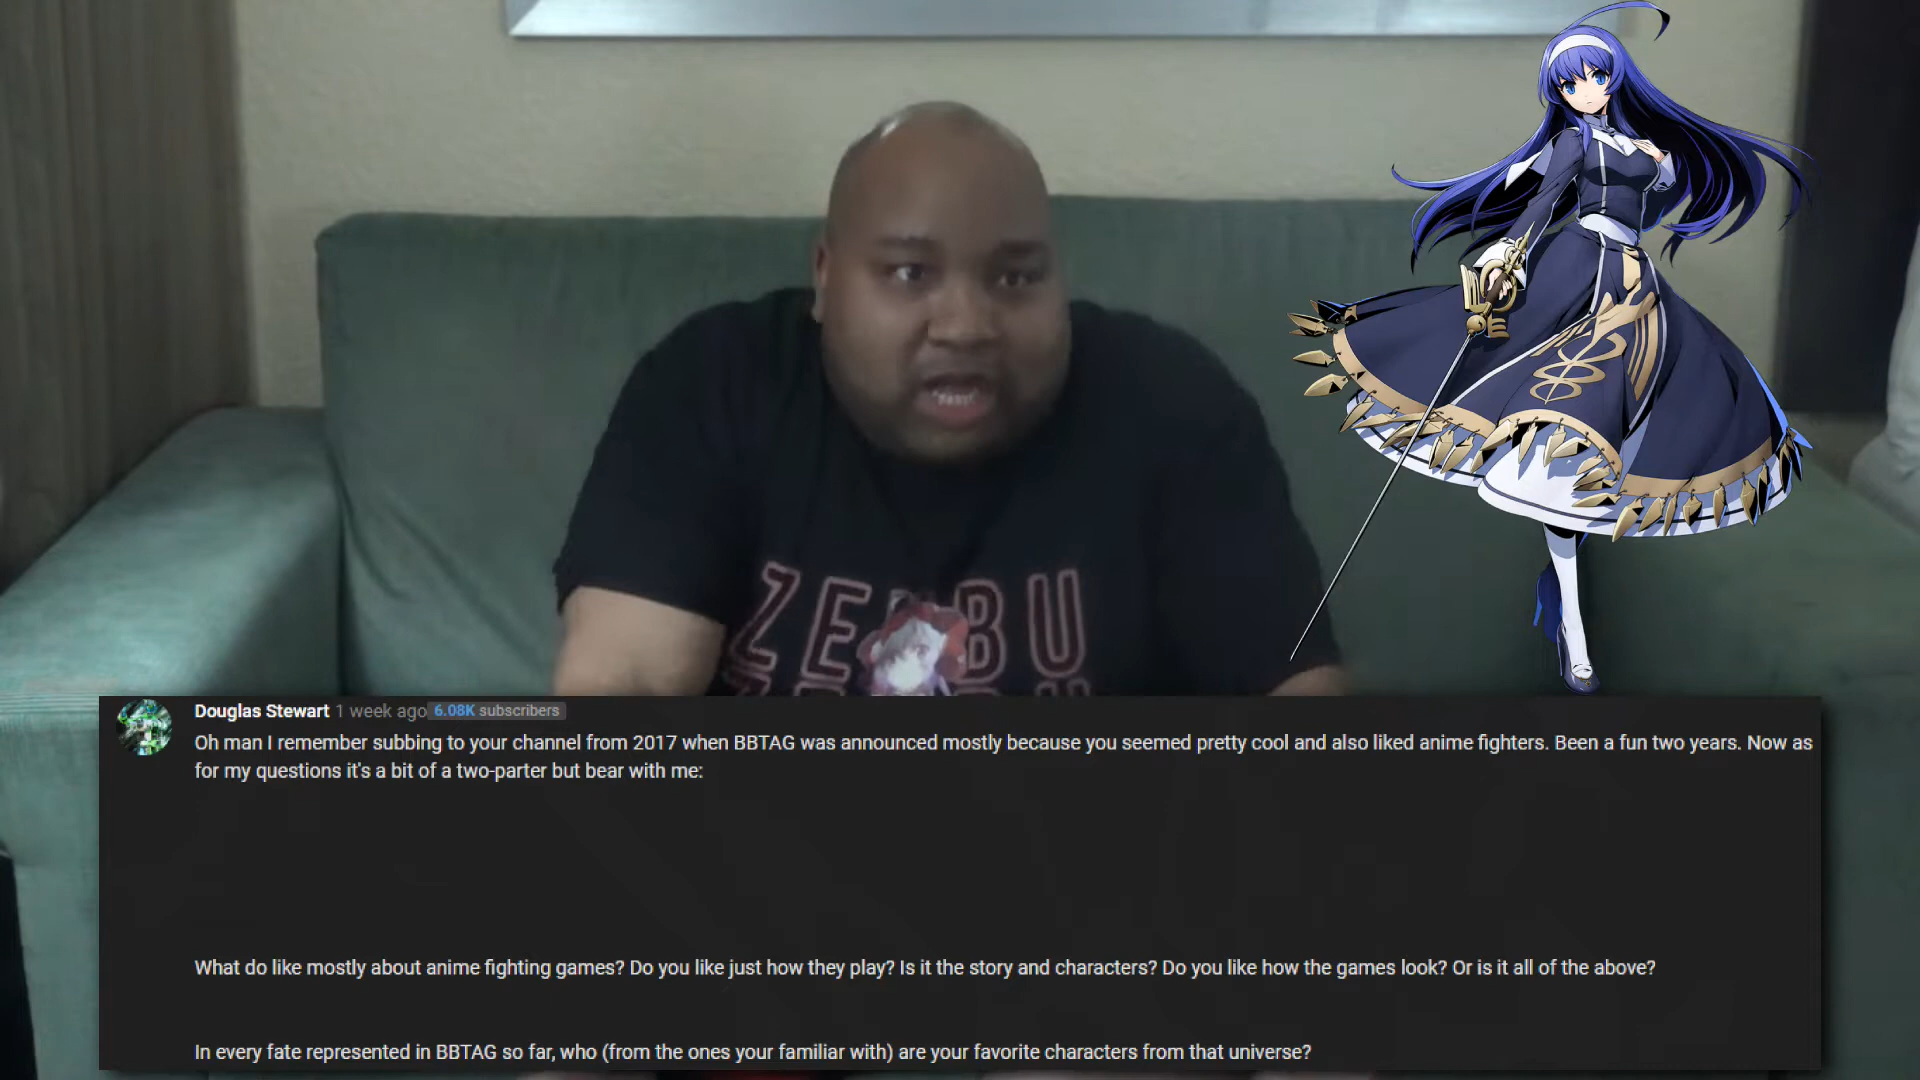 ZENBU
Douglas Stewart 1 week ago 6.08K subscribers
Oh man I remember subbing to your channel from 2017 when BBTAG was announced mostly because you seemed pretty cool and also liked anime fighters. Been a fun two years. Now as
for my questions it's a bit of a two-parter but bear with me:
What do like mostly about anime fighting games? Do you like just how they play? Is it the story and characters? Do you like how the games look? Or is it all of the above?
In every fate represented in BBTAG so far, who (from the ones your familiar with) are your favorite characters from that universe?